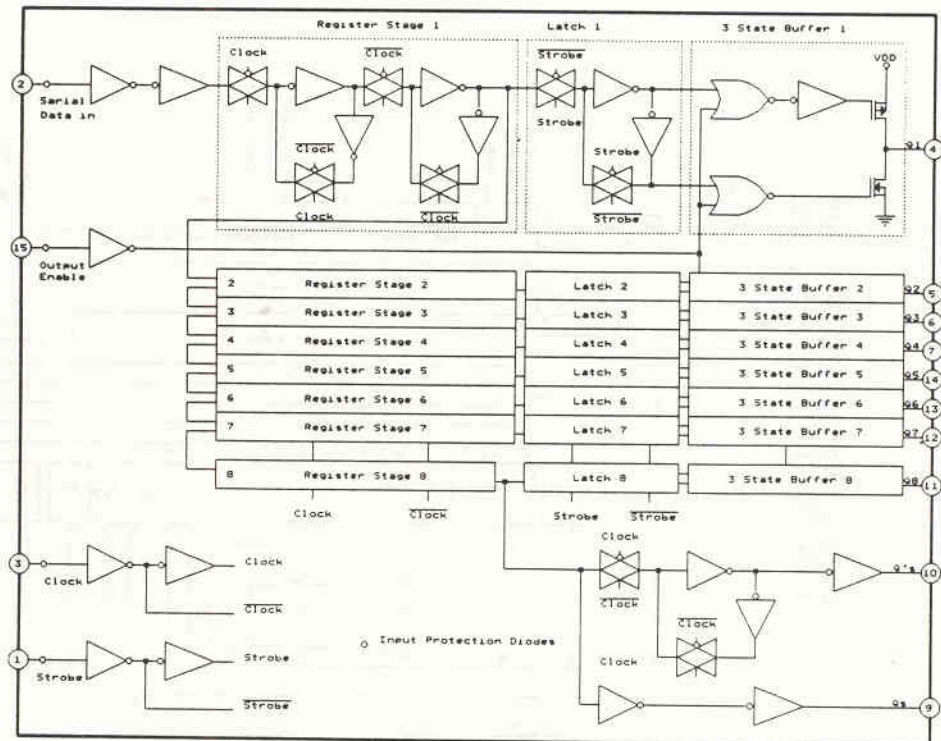 Register Stage 1
Latch 1
3 State Buffer 1
Clock
Clock
Strobe
VDD
2
Serial
Data in
Strobe
Clock
Clock
Strobe
Clock
Strobe
Q1
4
15
Output
Enable
2
Register Stage 2
Latch 2
3 State Buffer 2
Q2
5
3
Register Stage 3
Latch 3
3 State Buffer 3
Q3
6
4
Register Stage 4
Latch 4
3 State Buffer 4
Q4
7
5
Register Stage 5
Latch 5
3 State Buffer 5
Q5
14
6
Register Stage 6
Latch 6
3 State Buffer 6
Q6
13
7
Register Stage 7
Latch 7
3 State Buffer 7
Q7
12
8
Register Stage 8
Latch 8
3 State Buffer 8
Q8
11
Clock
Clock
Strobe
Strobe
Clock
3
Clock
Clock
Clock
Clock
Q's
10
Clock
Input Protection Diodes
1
Strobe
Strobe
Clock
Strobe
Qs
9